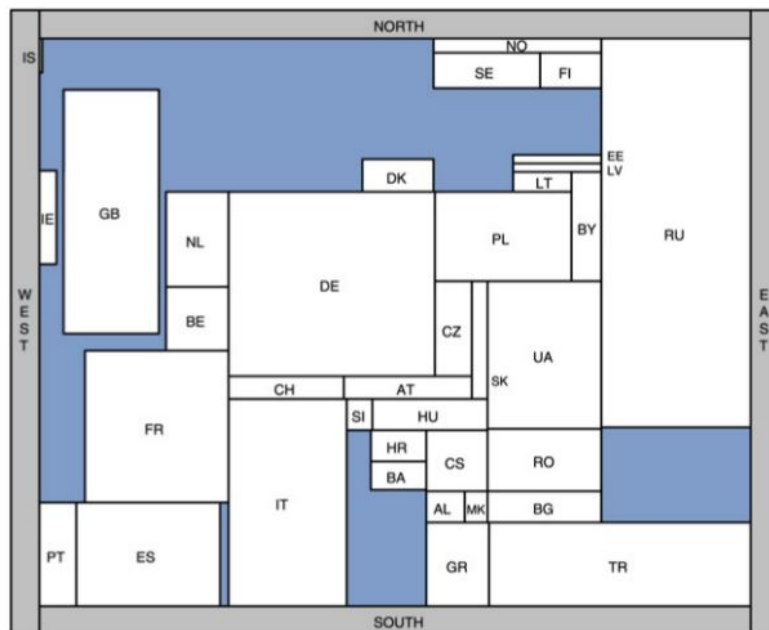 NORTH
IS
NO
SE
FI
EE
LV
DK
LT
GB
IE
NL
PL
BY
RU
DE
WEST
EAST
BE
CZ
UA
SK
CH
AT
SI
HU
FR
HR
CS
RO
BA
IT
AL
MK
BG
PT
ES
GR
TR
SOUTH